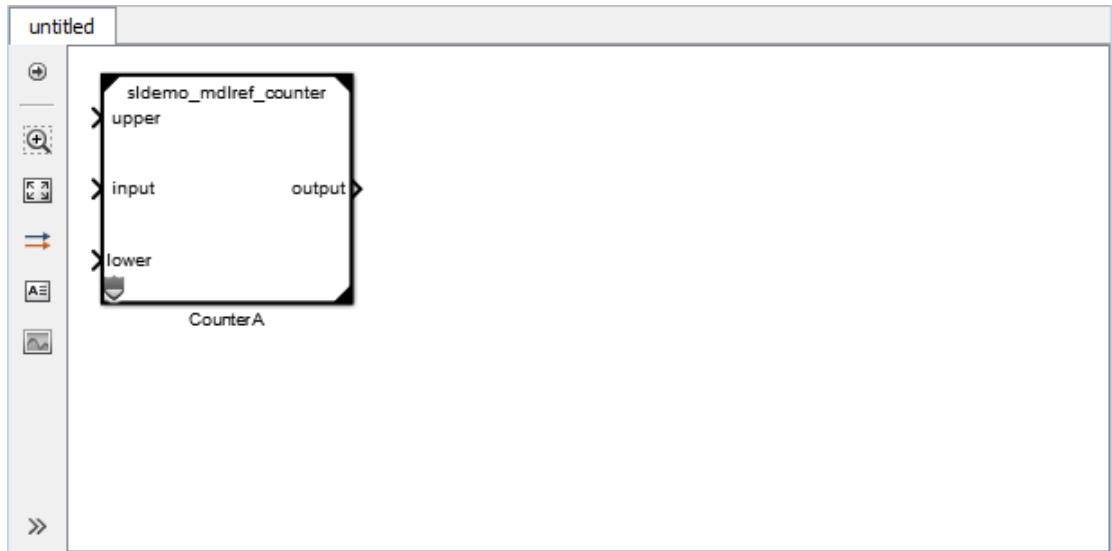 untitled
sldemo_mdlref_counter
upper
input output
lower
CounterA
A